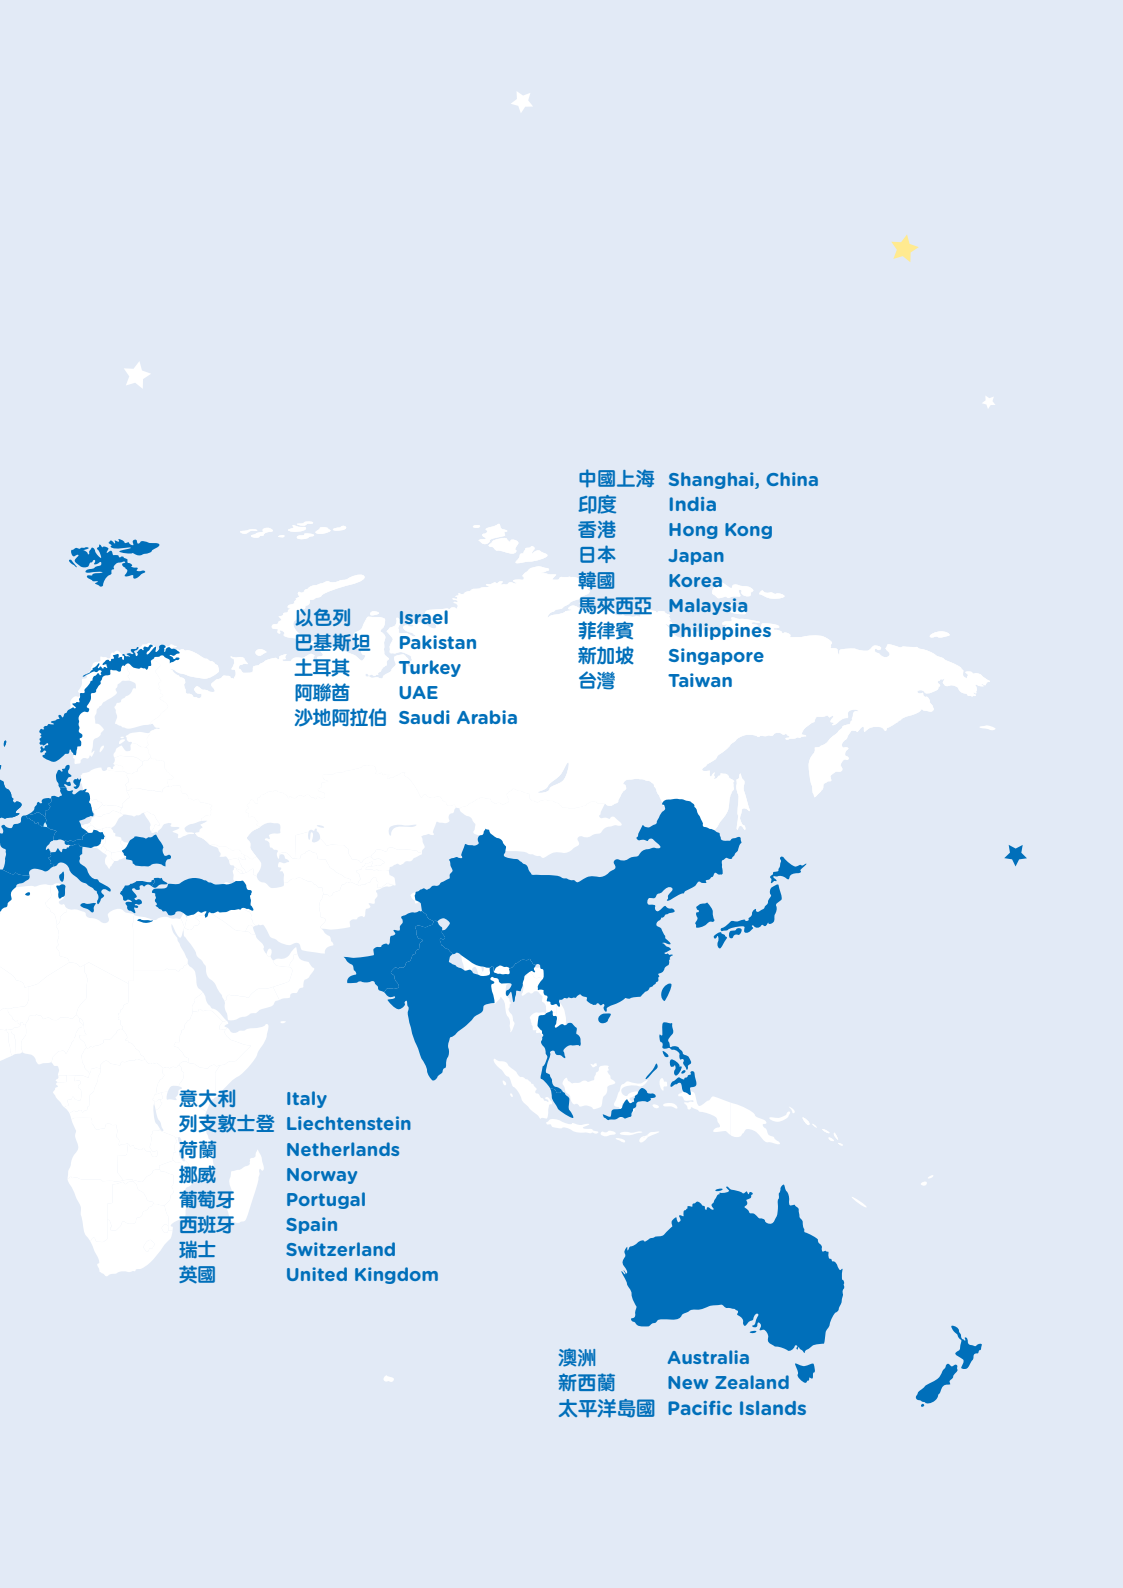 中國上海 Shanghai, China
印度 India
香港 Hong Kong
日本 Japan
韓國 Korea
馬來西亞 Malaysia
菲律賓 Philippines
新加坡 Singapore
台灣 Taiwan
以色列 Israel
巴基斯坦 Pakistan
土耳其 Turkey
阿聯酋 UAE
沙地阿拉伯 Saudi Arabia
意大利 Italy
列支敦士登 Liechtenstein
荷蘭 Netherlands
挪威 Norway
葡萄牙 Portugal
西班牙 Spain
瑞士 Switzerland
英國 United Kingdom
澳洲 Australia
新西蘭 New Zealand
太平洋島國 Pacific Islands